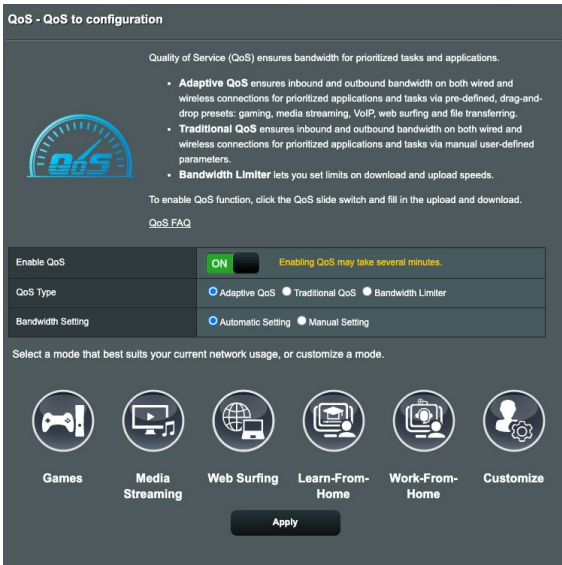 QoS - QoS to configuration
Quality of Service (QoS) ensures bandwidth for prioritized tasks and applications.
• Adaptive QoS ensures inbound and outbound bandwidth on both wired and
wireless connections for prioritized applications and tasks via pre-defined, drag-and-
drop presets: gaming, media streaming, VoIP, web surfing and file transferring.
• Traditional QoS ensures inbound and outbound bandwidth on both wired and
wireless connections for prioritized applications and tasks via manual user-defined
parameters.
• Bandwidth Limiter lets you set limits on download and upload speeds.
QoS
To enable QoS function, click the QoS slide switch and fill in the upload and download.
QoS FAQ
Enable QoS ON Enabling QoS may take several minutes.
QoS Type Adaptive QoS Traditional QoS Bandwidth Limiter
Bandwidth Setting Automatic Setting Manual Setting
Select a mode that best suits your current network usage, or customize a mode.
Games Media Web Surfing Learn-From- Work-From- Customize
Streaming Home Home
Apply